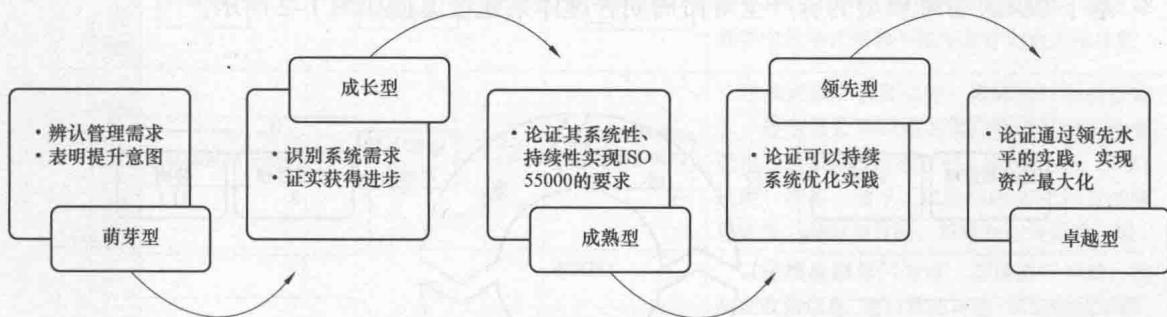 • 辨认管理需求
• 表明提升意图
萌芽型
成长型
• 识别系统需求
• 证实获得进步
• 论证其系统性、
持续性实现ISO
55000的要求
成熟型
领先型
• 论证可以持续
系统优化实践
• 论证通过领先水
平的实践，实现
资产最大化
卓越型